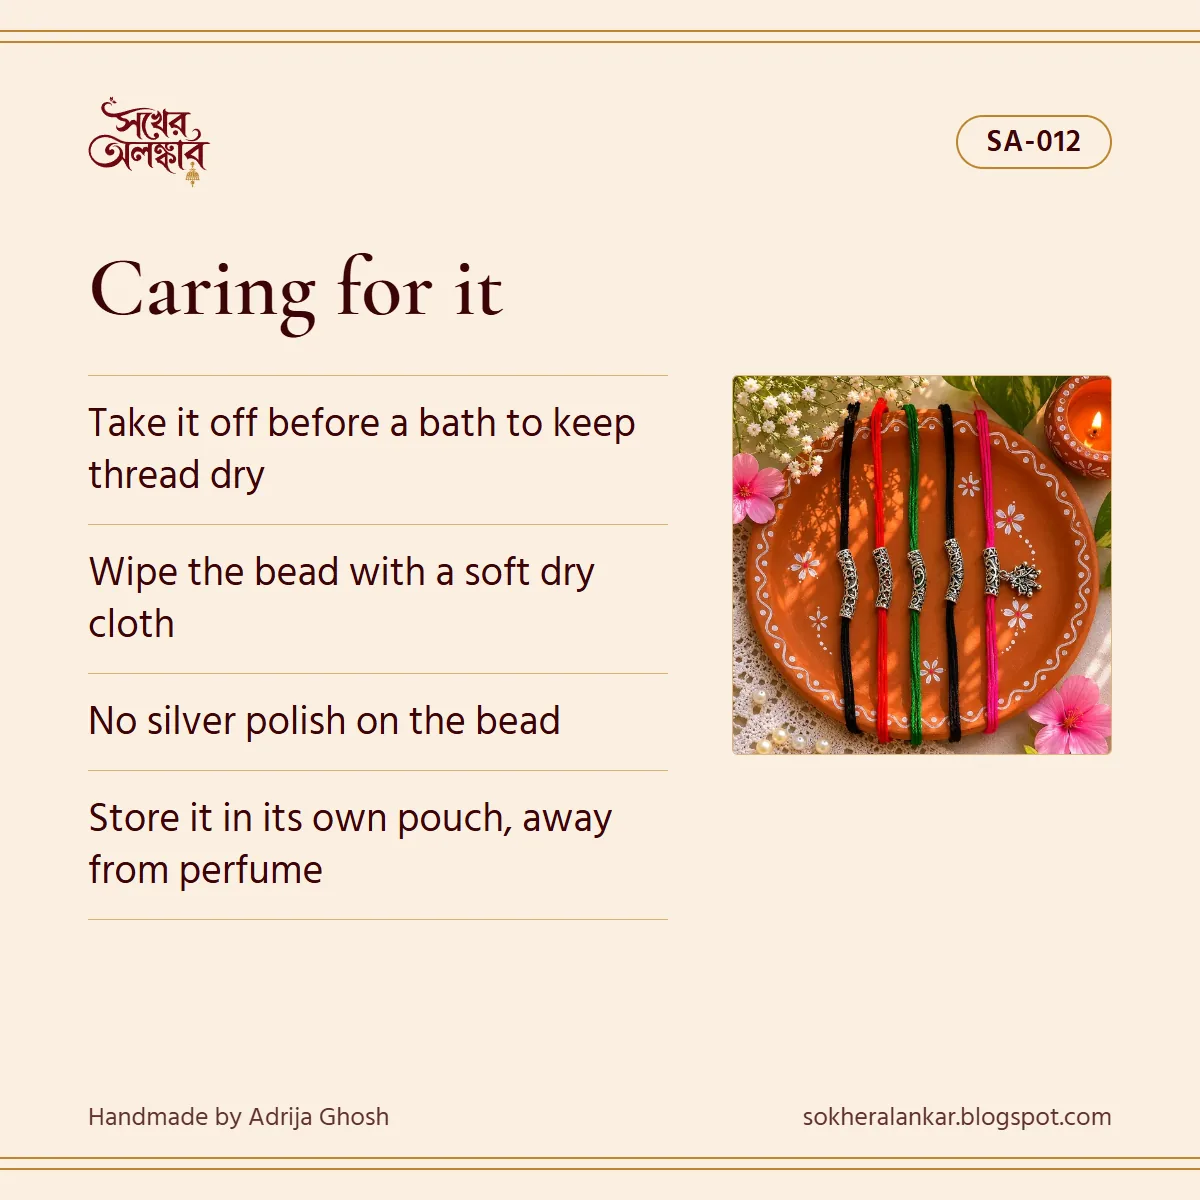 সখের
অলঙ্কার
SA-012
Caring for it
Take it off before a bath to keep
thread dry
Wipe the bead with a soft dry
cloth
No silver polish on the bead
Store it in its own pouch, away
from perfume
Handmade by Adrija Ghosh
sokheralankar.blogspot.com